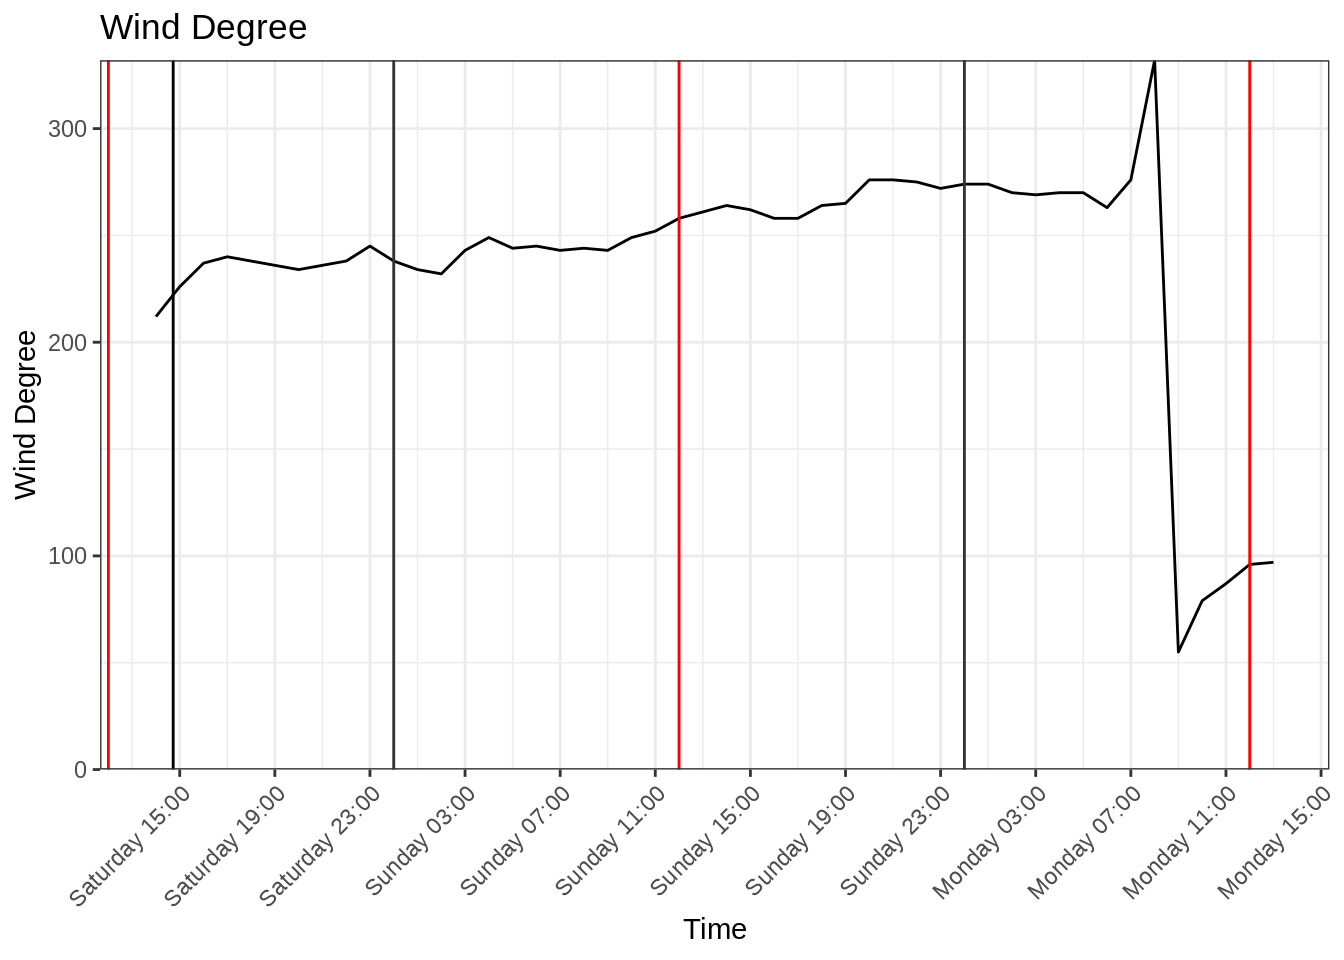 Wind Degree
Wind Degree
300
200
100
0
Saturday 15:00
Saturday 19:00
Saturday 23:00
Sunday 03:00
Sunday 07:00
Sunday 11:00
Sunday 15:00
Sunday 19:00
Sunday 23:00
Monday 03:00
Monday 07:00
Monday 11:00
Monday 15:00
Time